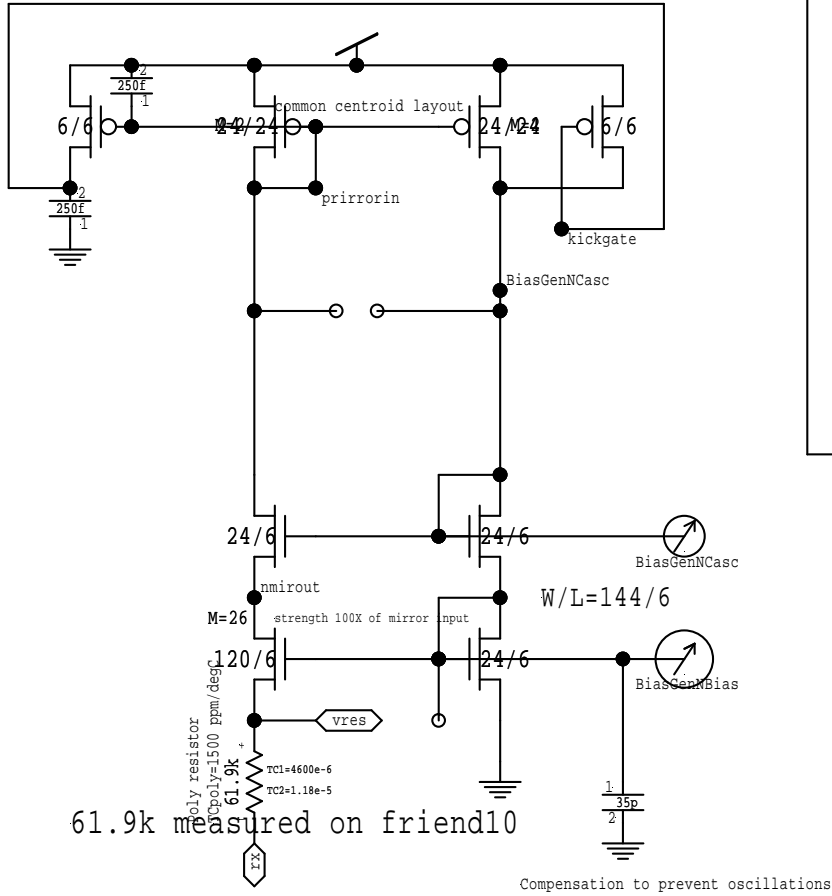 2
250f
1
common centroid layout
6/6
24/24
24/24
6/6
2
250f
1
prirrorin
kickgate
BiasGenNCasc
24/6
24/6
BiasGenNCasc
nmirout
W/L=144/6
M=26
strength 100X of mirror input
120/6
24/6
BiasGenNBias
vres
Poly resistor
TCpoly=1500 ppm/degC
+
61.9k
TC1=4600e-6
TC2=1.18e-5
1
35p
2
61.9k measured on friend10
rx
Compensation to prevent oscillations